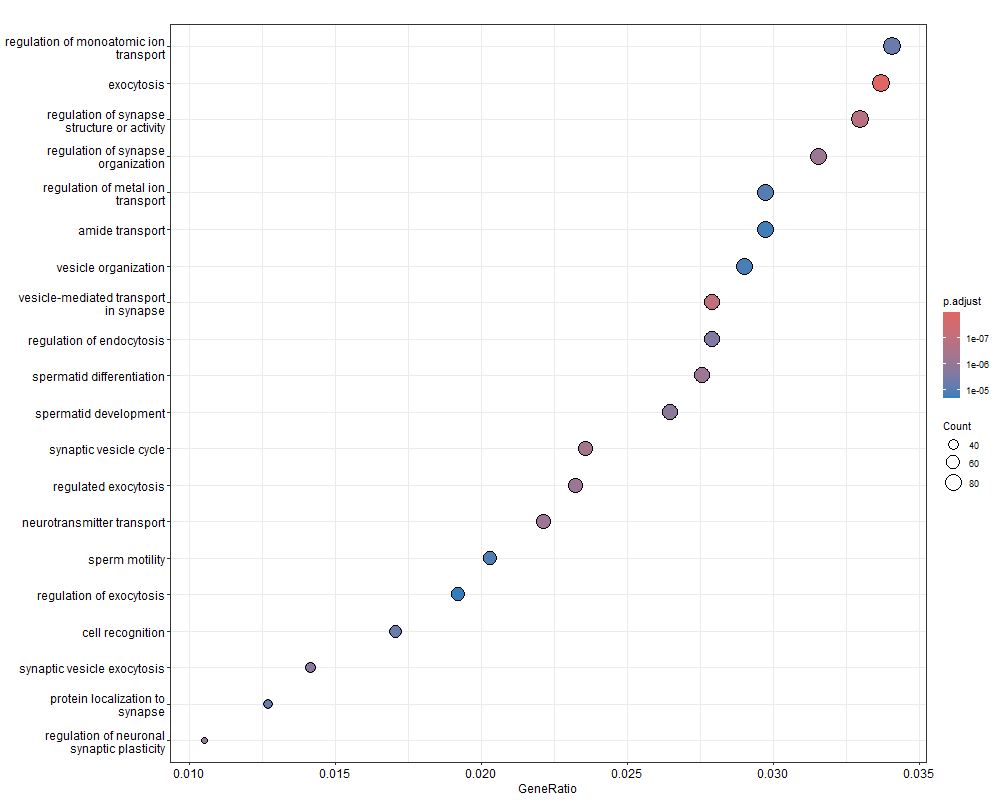 regulation of monoatomic ion
transport
exocytosis
regulation of synapse
structure or activity
regulation of synapse
organization
regulation of metal ion
transport
amide transport
vesicle organization
vesicle-mediated transport
in synapse
regulation of endocytosis
spermatid differentiation
spermatid development
synaptic vesicle cycle
regulated exocytosis
neurotransmitter transport
sperm motility
regulation of exocytosis
cell recognition
synaptic vesicle exocytosis
protein localization to
synapse
regulation of neuronal
synaptic plasticity
0.010 0.015 0.020 0.025 0.030 0.035
GeneRatio
p.adjust
1e-07
1e-06
1e-05
Count
40
60
80